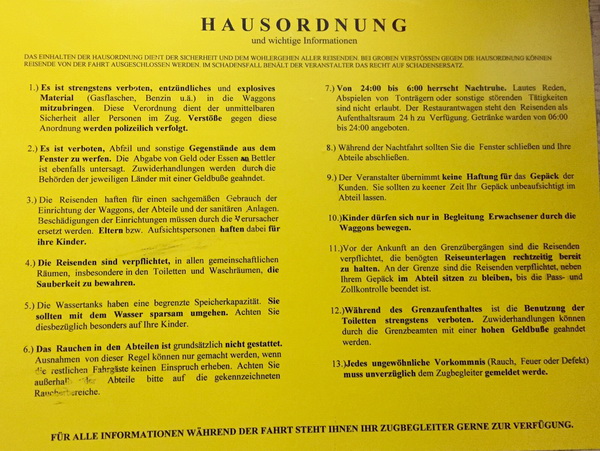 HAUSORDNUNG
und wichtige Informationen
DAS EINHALTEN DER HAUSORDNUNG DIENT DER SICHERHEIT UND DEM WOHLERGEHEN ALLER REISENDEN. BEI GROBEN VERSTÖSSEN GEGEN DIE HAUSORDNUNG KÖNNEN
REISENDE VON DER FAHRT AUSGESCHLOSSEN WERDEN. IM SCHADENSFALL BEHÄLT DER VERANSTALTER DAS RECHT AUF SCHADENSERSATZ.
1.) Es ist strengstens verboten, entzündliches und explosives
Material (Gasflaschen, Benzin u.ä.) in die Waggons
mitzubringen. Diese Verordnung dient der unmittelbaren
Sicherheit aller Personen im Zug. Verstöße gegen diese
Anordnung werden polizeilich verfolgt.
2.) Es ist verboten, Abfeil und sonstige Gegenstände aus dem
Fenster zu werfen. Die Abgabe von Geld oder Essen an Bettler
ist ebenfalls untersagt. Zuwiderhandlungen werden durch die
Behörden der jeweiligen Länder mit einer Geldbuße geahndet.
3.) Die Reisenden haften für einen sachgemäßen Gebrauch der
Einrichtung der Waggons, der Abteile und der sanitären Anlagen.
Beschädigungen der Einrichtungen müssen durch die Verursacher
ersetzt werden. Eltern bzw. Aufsichtspersonen haften dabei für
ihre Kinder.
4.) Die Reisenden sind verpflichtet, in allen gemeinschaftlichen
Räumen, insbesondere in den Toiletten und Waschräumen, die
Sauberkeit zu bewahren.
5.) Die Wassertanks haben eine begrenzte Speicherkapazität. Sie
sollten mit dem Wasser sparsam umgehen. Achten Sie
diesbezüglich besonders auf Ihre Kinder.
6.) Das Rauchen in den Abteilen ist grundsätzlich nicht gestattet.
Ausnahmen von dieser Regel können nur gemacht werden, wenn
die restlichen Fahrgäste keinen Einspruch erheben. Achten Sie
außerhalb der Abteile bitte auf die gekennzeichneten
Raucherbereiche.
7.) Von 24:00 bis 6:00 herrscht Nachtruhe. Lautes Reden,
Abspielen von Tonträgern oder sonstige störenden Tätigkeiten
sind nicht erlaubt. Der Restaurantwagen steht den Reisenden als
Aufenthaltsraum 24 h zu Verfügung. Getränke warden von 06:00
bis 24:00 angeboten.
8.) Während der Nachtfahrt sollten Sie die Fenster schließen und Ihre
Abteile abschließen.
9.) Der Veranstalter übernimmt keine Haftung für das Gepäck der
Kunden. Sie sollten zu keener Zeit Ihr Gepäck unbeaufsichtigt im
Abteil lassen.
10.)Kinder dürfen sich nur in Begleitung Erwachsener durch die
Waggons bewegen.
11.)Vor der Ankunft an Grenzübergängen sind die Reisenden
verpflichtet, die benötgten Reiseunterlagen rechtzeitig bereit
zu halten. An der Grenze sind die Reisenden verpflichtet, neben
Ihrem Gepäck im Abteil sitzen zu bleiben, bis die Pass- und
Zollkontrolle beendet ist.
12.)Während des Grenzaufenthaltes ist die Benutzung der
Toiletten strengstens verboten. Zuwiderhandlungen können
durch die Grenzbeamten mit einer hohen Geldbuße geahndet
werden.
13.)Jedes ungewöhnliche Vorkommnis (Rauch, Feuer oder Defekt)
muss unverzüglich dem Zugbegleiter gemeldet werde.
FÜR ALLE INFORMATIONEN WÄHREND DER FAHRT STEHT IHNEN IHR ZUGBEGLEITER GERNE ZUR VERFÜGUNG.